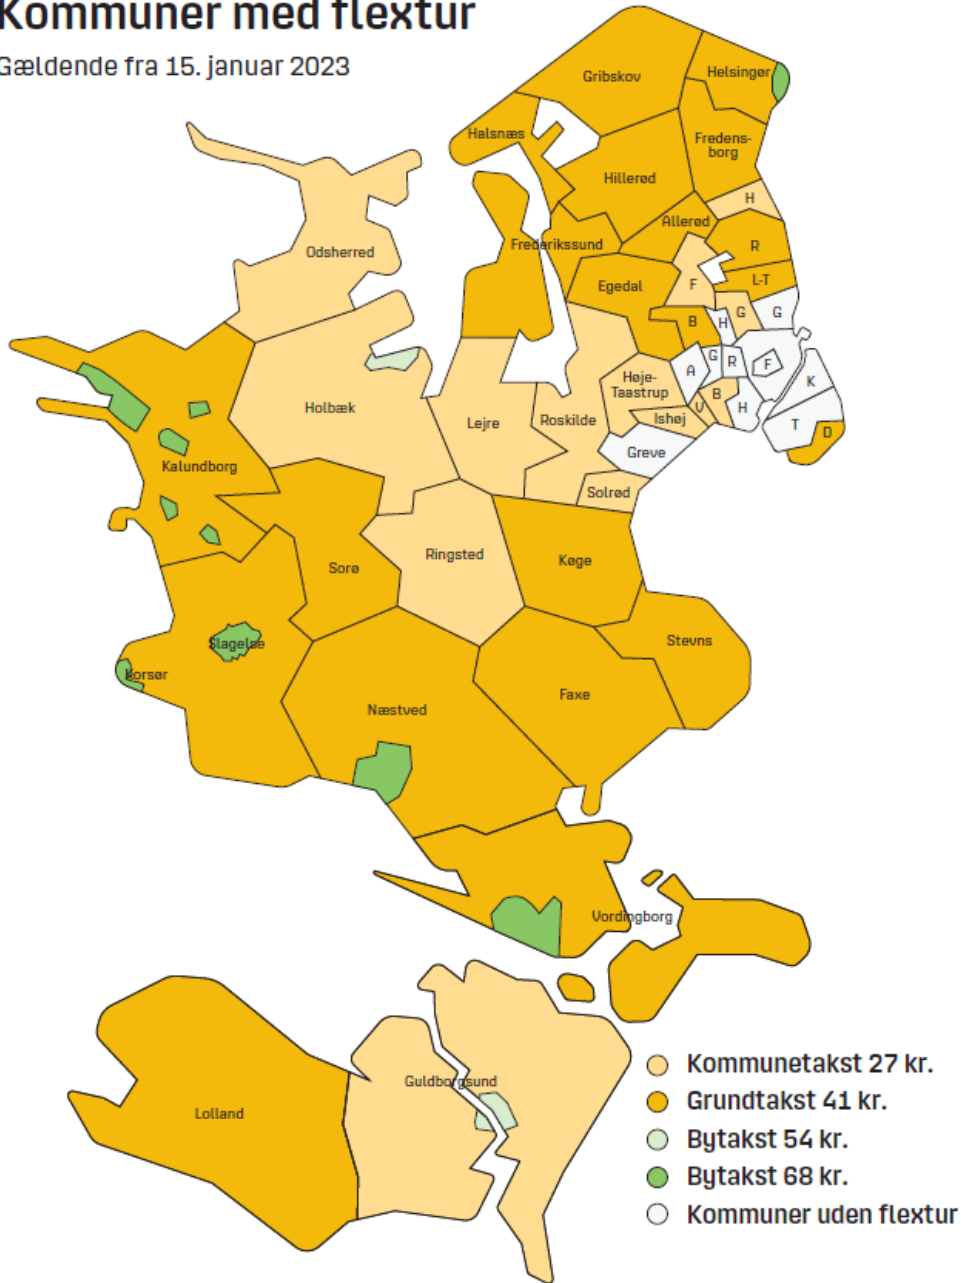 Kommuner med flextur
Gældende fra 15. januar 2023
Gribskov
Helsingør
Halsnæs
Fredens-
borg
Hillerød
H
Allerød
R
Frederikssund
Odsherred
L-T
Egedal
F
G
G
B
H
G
R
F
A
K
Høje-
Taastrup
B
V
H
Holbæk
Lejre
Roskilde
Ishøj
T
D
Greve
Kalundborg
Solrød
Ringsted
Køge
Sorø
Slagelse
Stevns
Korsør
Faxe
Næstved
Vordingborg
Guldborgsund
Lolland
Kommunetakst 27 kr.
Grundtakst 41 kr.
Bytakst 54 kr.
Bytakst 68 kr.
Kommuner uden flextur